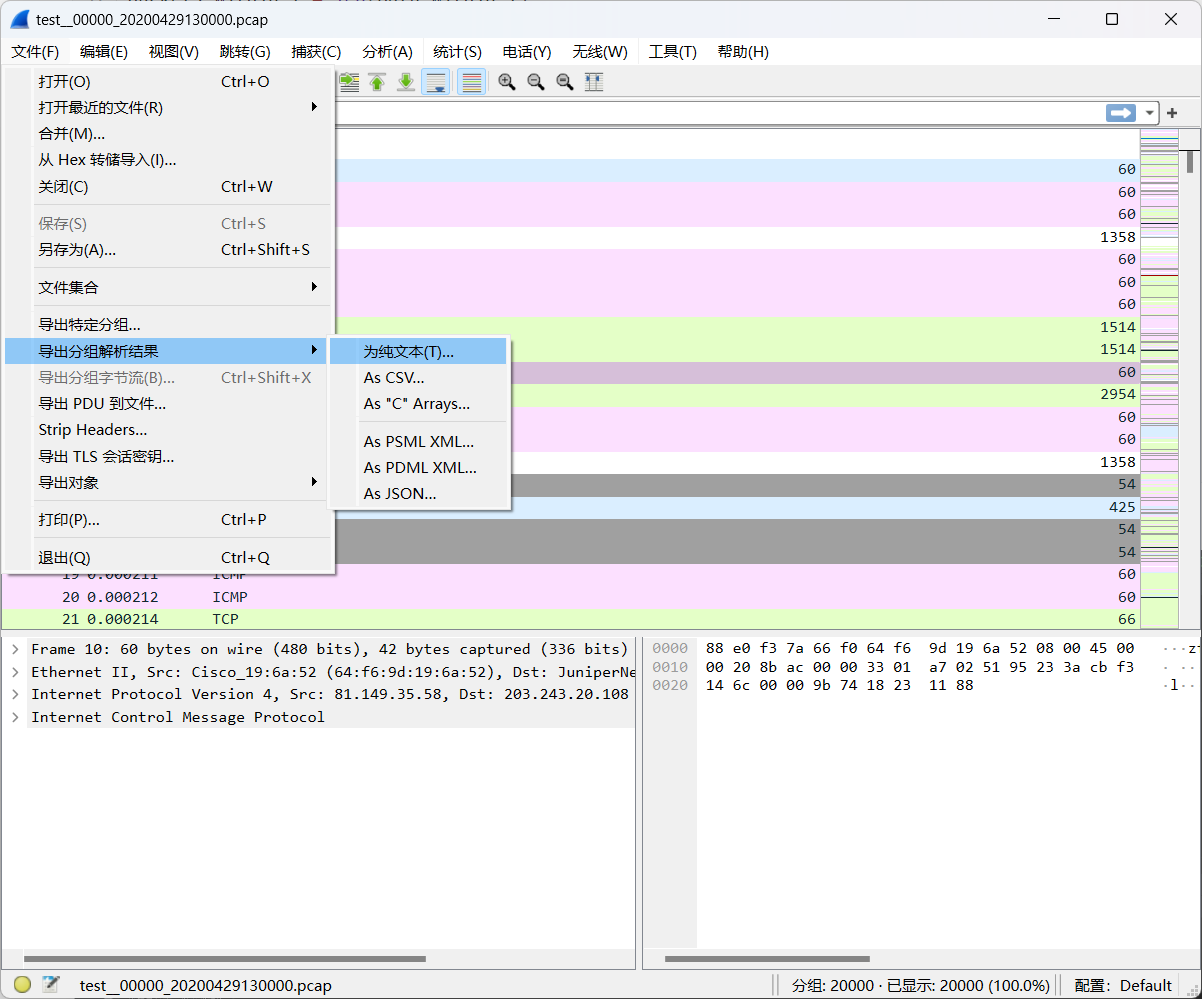 test__00000_20200429130000.pcap
文件(F) 编辑(E) 视图(V) 跳转(G) 捕获(C) 分析(A) 统计(S) 电话(Y) 无线(W) 工具(T) 帮助(H)
打开(O) Ctrl+O
打开最近的文件(R)
合并(M)...
从 Hex 转储导入(I)...
关闭(C) Ctrl+W
保存(S) Ctrl+S
另存为(A)... Ctrl+Shift+S
文件集合
导出特定分组...
导出分组解析结果
导出分组字节流(B)... Ctrl+Shift+X
导出 PDU 到文件...
Strip Headers...
导出 TLS 会话密钥...
导出对象
打印(P)... Ctrl+P
退出(Q) Ctrl+Q
为纯文本(T)...
As CSV...
As "C" Arrays...
As PSML XML...
As PDML XML...
As JSON...
60
60
60
1358
60
60
60
1514
1514
60
2954
60
60
1358
54
425
54
54
19 0.000211 ICMP 60
20 0.000212 ICMP 60
21 0.000214 TCP 66
Frame 10: 60 bytes on wire (480 bits), 42 bytes captured (336 bits)
Ethernet II, Src: Cisco_19:6a:52 (64:f6:9d:19:6a:52), Dst: JuniperNe
Internet Protocol Version 4, Src: 81.149.35.58, Dst: 203.243.20.108
Internet Control Message Protocol
0000 88 e0 f3 7a 66 f0 64 f6 9d 19 6a 52 08 00 45 00 ···z
0010 00 20 8b ac 00 00 33 01 a7 02 51 95 23 3a cb f3 · ··
0020 14 6c 00 00 9b 74 18 23 11 88 ·l··
test__00000_20200429130000.pcap
分组: 20000 · 已显示: 20000 (100.0%)
配置: Default